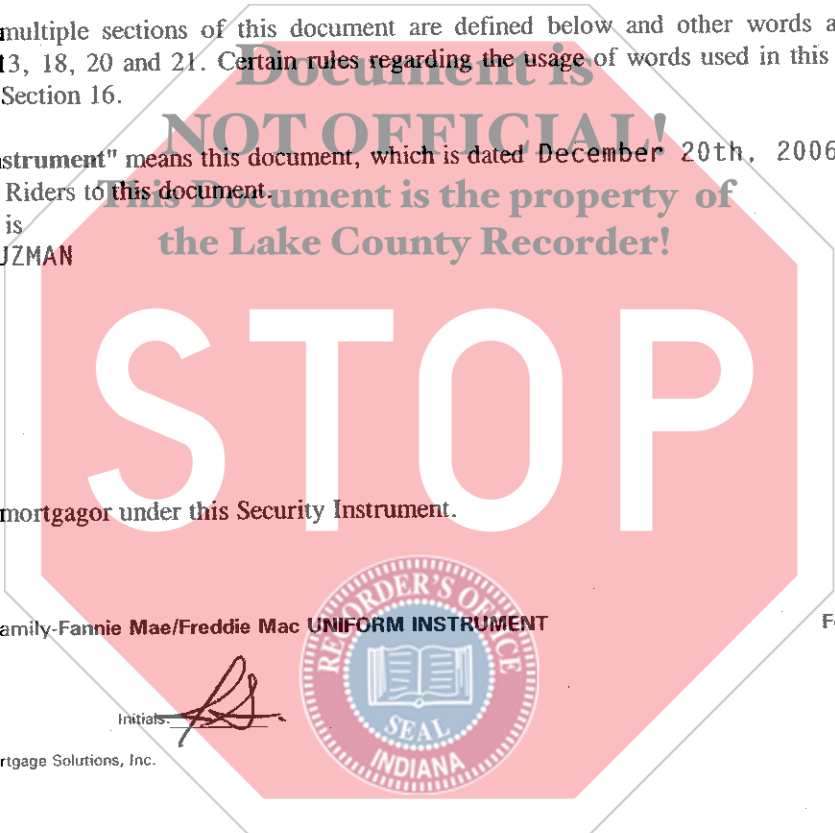 multiple sections of this document are defined below and other words a
13, 18, 20 and 21. Certain rules regarding the usage of words used in this
Section 16.
Document is
NOT OFFICIAL!
This Document is the property of
the Lake County Recorder!
strument" means this document, which is dated December 20th, 2006
Riders to this document.
is
UZMAN
STOP
mortgagor under this Security Instrument.
amily-Fannie Mae/Freddie Mac UNIFORM INSTRUMENT
Fo
RECORDER'S OFFICE
SEAL
INDIANA
Initials:
rtgage Solutions, Inc.